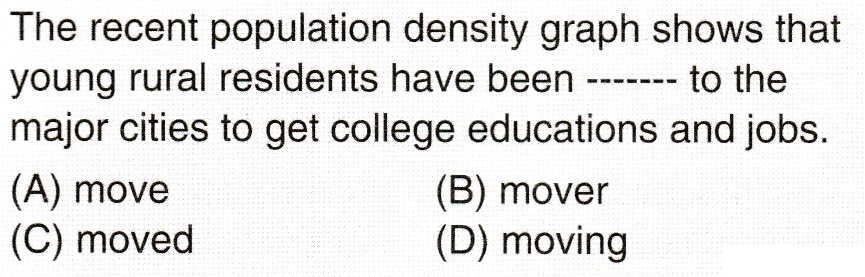 The recent population density graph shows that
young rural residents have been ------- to the
major cities to get college educations and jobs.
(A) move (B) mover
(C) moved (D) moving